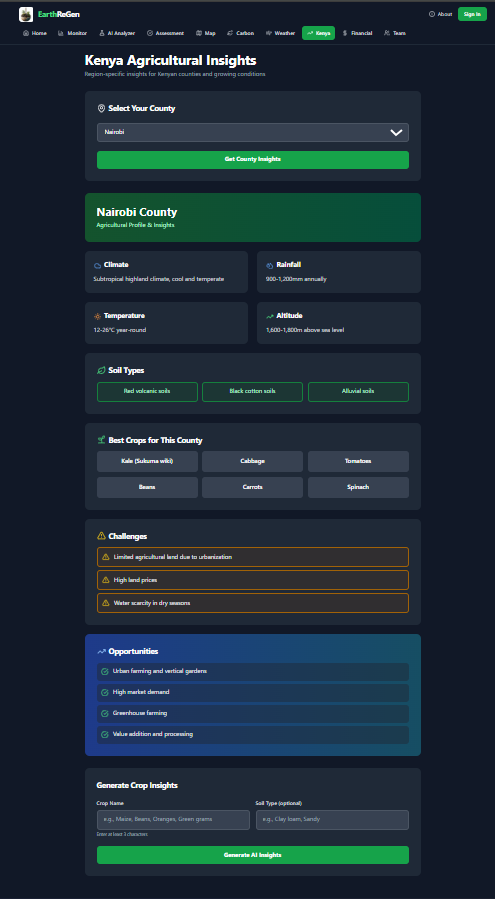 EarthReGen
About
Sign In
Home
Monitor
AI Analyzer
Assessment
Map
Carbon
Weather
Kenya
Financial
Team
Kenya Agricultural Insights
Region-specific insights for Kenyan counties and growing conditions
Select Your County
Nairobi
Get County Insights
Nairobi County
Agricultural Profile & Insights
Climate
Subtropical highland climate, cool and temperate
Rainfall
900-1,200mm annually
Temperature
12-26°C year-round
Altitude
1,600-1,800m above sea level
Soil Types
Red volcanic soils
Black cotton soils
Alluvial soils
Best Crops for This County
Kale (Sukuma wiki)
Cabbage
Tomatoes
Beans
Carrots
Spinach
Challenges
Limited agricultural land due to urbanization
High land prices
Water scarcity in dry seasons
Opportunities
Urban farming and vertical gardens
High market demand
Greenhouse farming
Value addition and processing
Generate Crop Insights
Crop Name
e.g., Maize, Beans, Oranges, Green grams
Enter at least 3 characters
Soil Type (optional)
e.g., Clay loam, Sandy
Generate AI Insights